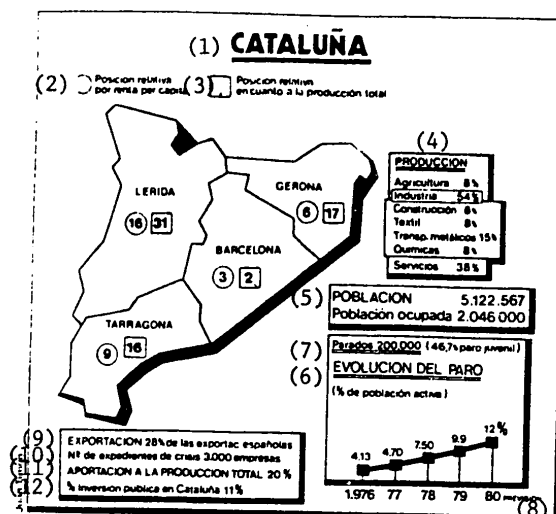 (1) CATALUÑA
(2) Posicion relativa
por renta per capita
(3) Posicion relativa
en cuanto a la producción total
(4)
PRODUCCION
Agricultura 8%
Industria 54%
Construcción 8%
Textil 8%
Transp. metálicos 15%
Químicas 8%
Servicios 38%
LERIDA
16 31
GERONA
6 17
BARCELONA
3 2
TARRAGONA
9 16
(5) POBLACION 5.122.567
Población ocupada 2.046.000
(7) Parados 200.000 (46,7% paro juvenil)
(6) EVOLUCION DEL PARO
(% de población activa)
4.13 4.70 7.50 9.9 12%
1.976 77 78 79 80
(8)
(9) EXPORTACION 28% de las exportac españolas
(10) Nº de expedientes de crisis 3.000 empresas
(11) APORTACION A LA PRODUCCION TOTAL 20%
(12) % Inversion publica en Cataluña 11%